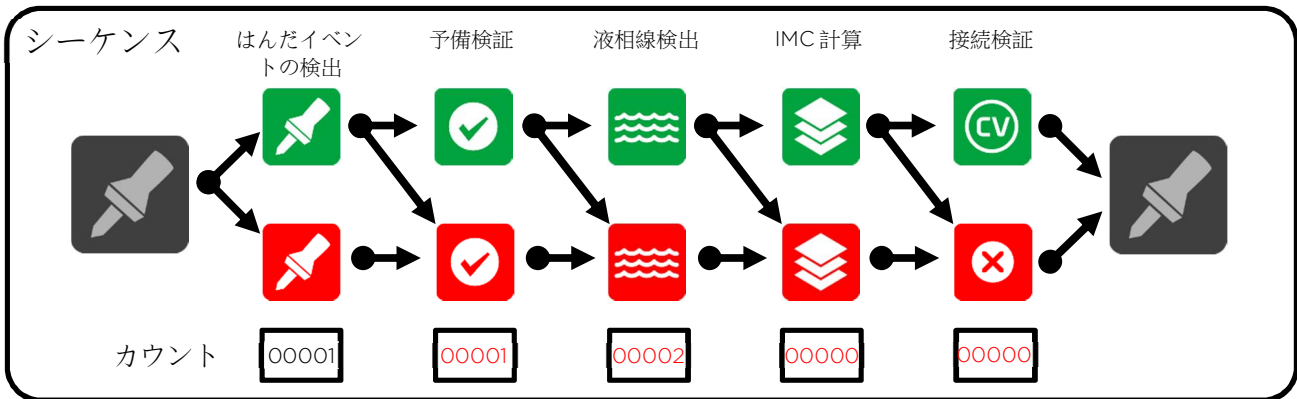 シーケンス
はんだイベン
トの検出
予備検証
液相線検出
IMC 計算
接続検証
CV
カウント
00001
00001
00002
00000
00000